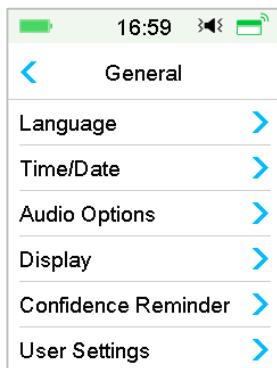 16:59
General
Language
Time/Date
Audio Options
Display
Confidence Reminder
User Settings